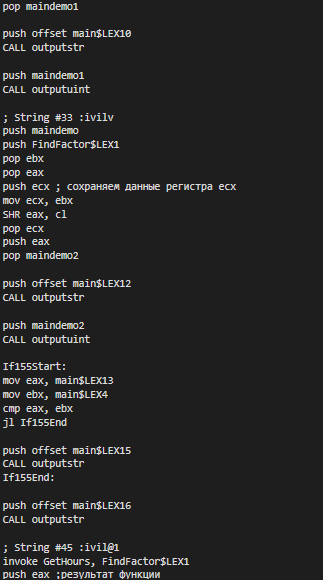 pop maindemo1
push offset main$LEX10
CALL outputstr
push maindemo1
CALL outputuint
; String #33 :ivilv
push maindemo
push FindFactor$LEX1
pop ebx
pop eax
push ecx ; сохраняем данные регистра ecx
mov ecx, ebx
SHR eax, cl
pop ecx
push eax
pop maindemo2
push offset main$LEX12
CALL outputstr
push maindemo2
CALL outputuint
If155Start:
mov eax, main$LEX13
mov ebx, main$LEX4
cmp eax, ebx
jl If155End
push offset main$LEX15
CALL outputstr
If155End:
push offset main$LEX16
CALL outputstr
; String #45 :ivil@1
invoke GetHours, FindFactor$LEX1
push eax ;результат функции